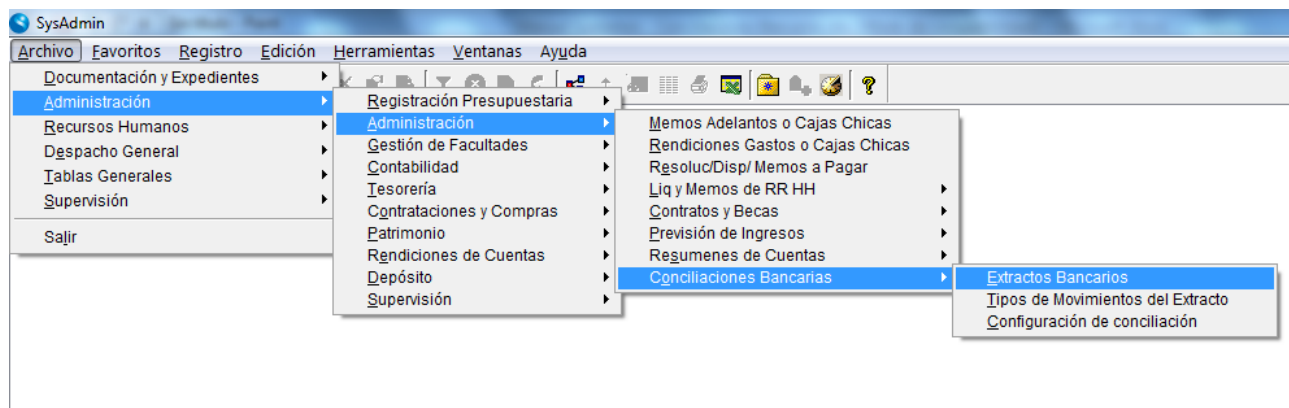 SysAdmin
Archivo Favoritos Registro Edición Herramientas Ventanas Ayuda
Documentación y Expedientes
Administración
Recursos Humanos
Despacho General
Tablas Generales
Supervisión
Salir
Registración Presupuestaria
Administración
Gestión de Facultades
Contabilidad
Tesorería
Contrataciones y Compras
Patrimonio
Rendiciones de Cuentas
Depósito
Supervisión
Memos Adelantos o Cajas Chicas
Rendiciones Gastos o Cajas Chicas
Resoluc/Disp/ Memos a Pagar
Liq y Memos de RR HH
Contratos y Becas
Previsión de Ingresos
Resumenes de Cuentas
Conciliaciones Bancarias
Extractos Bancarios
Tipos de Movimientos del Extracto
Configuración de conciliación